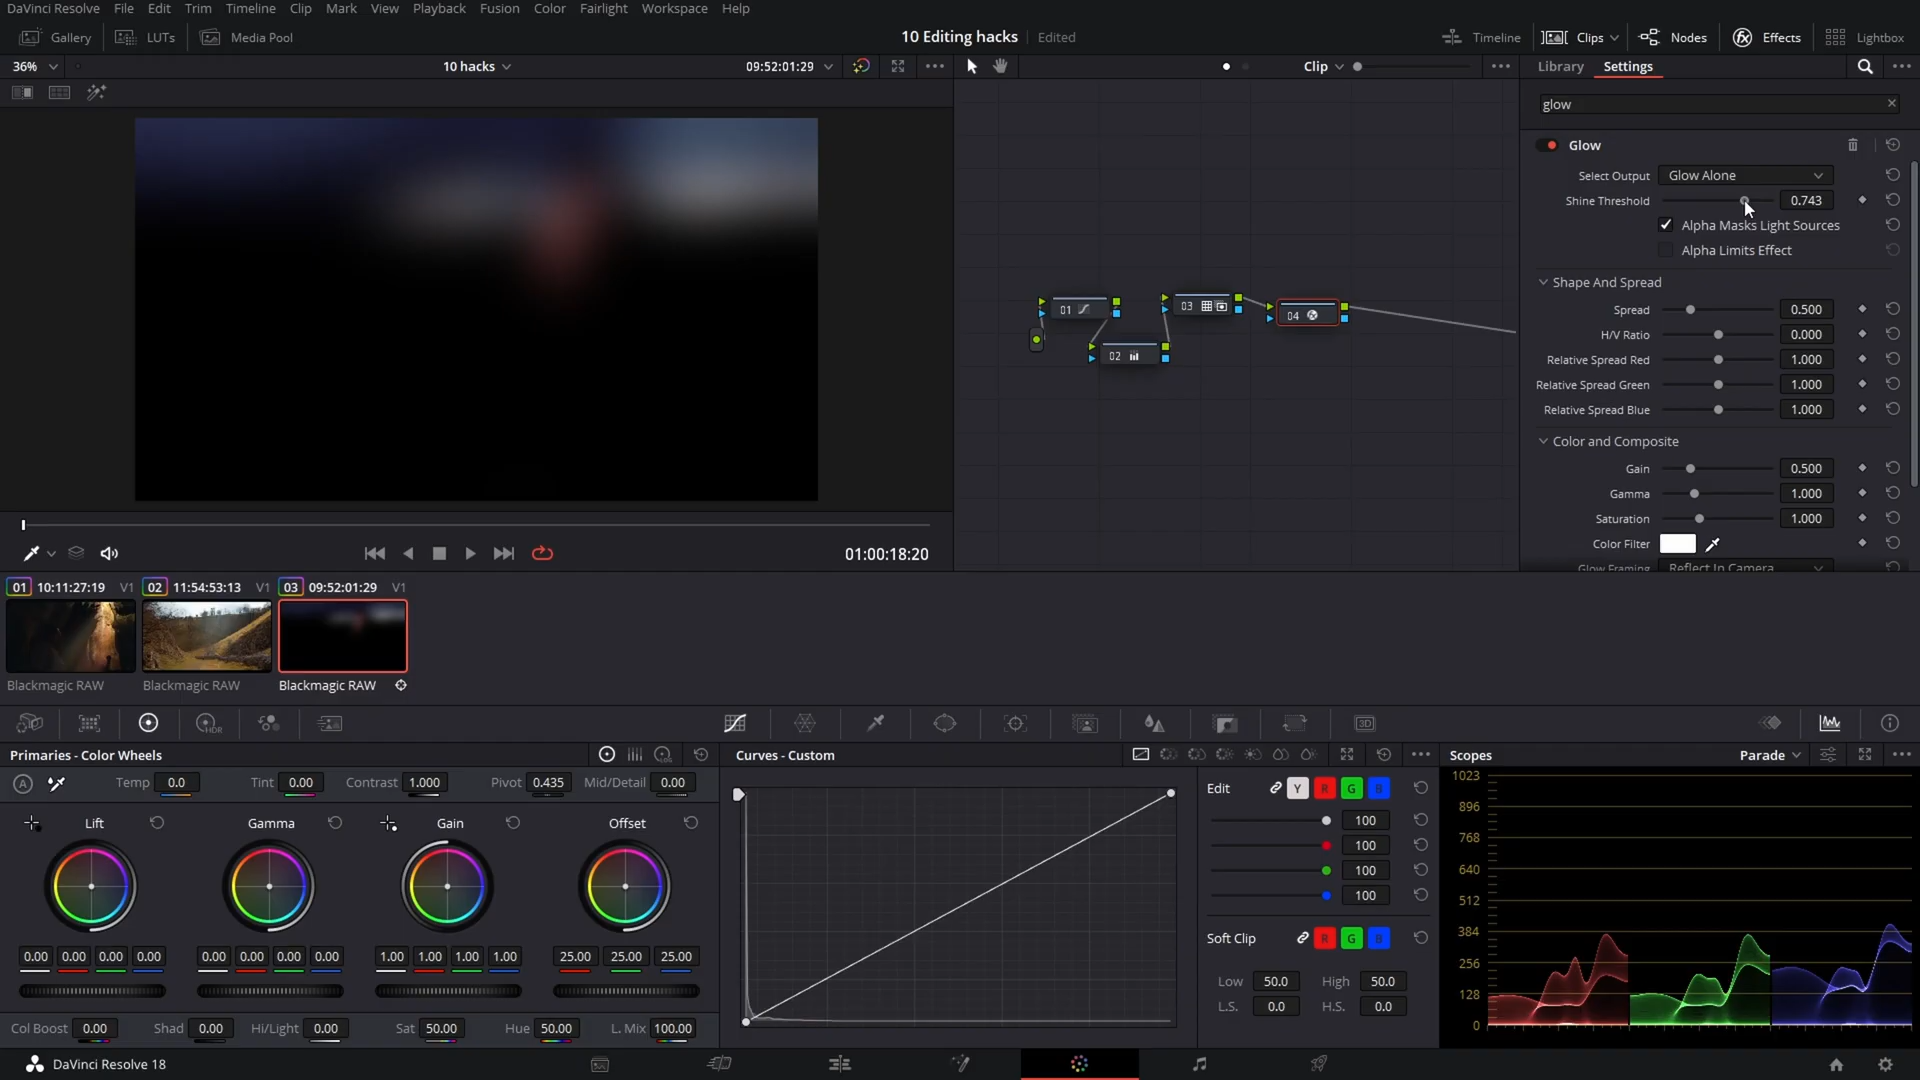 DaVinci Resolve File Edit Trim Timeline Clip Mark View Playback Fusion Color Fairlight Workspace Help
Gallery LUTs Media Pool 10 Editing hacks Edited Timeline Clips Nodes Effects Lightbox
36% 10 hacks 09:52:01:29 Clip Library Settings
glow
Glow
Select Output Glow Alone
Shine Threshold 0.743
Alpha Masks Light Sources
Alpha Limits Effect
Shape And Spread
Spread 0.500
H/V Ratio 0.000
Relative Spread Red 1.000
Relative Spread Green 1.000
Relative Spread Blue 1.000
Color and Composite
Gain 0.500
Gamma 1.000
Saturation 1.000
Color Filter
Glow Framing Reflect In Camera
01
02
03
04
01:00:18:20
01 10:11:27:19 V1 02 11:54:53:13 V1 03 09:52:01:29 V1
Blackmagic RAW Blackmagic RAW Blackmagic RAW
HDR 3D
Primaries - Color Wheels
LOG
A Temp 0.0 Tint 0.00 Contrast 1.000 Pivot 0.435 Mid/Detail 0.00
Lift Gamma Gain Offset
0.00 0.00 0.00 0.00 0.00 0.00 0.00 0.00 1.00 1.00 1.00 1.00 25.00 25.00 25.00
Col Boost 0.00 Shad 0.00 Hi/Light 0.00 Sat 50.00 Hue 50.00 L. Mix 100.00
Curves - Custom
Edit Y R G B
100
100
100
100
Soft Clip R G B
Low 50.0 High 50.0
L.S. 0.0 H.S. 0.0
Scopes Parade
1023
896
768
640
512
384
256
128
0
DaVinci Resolve 18